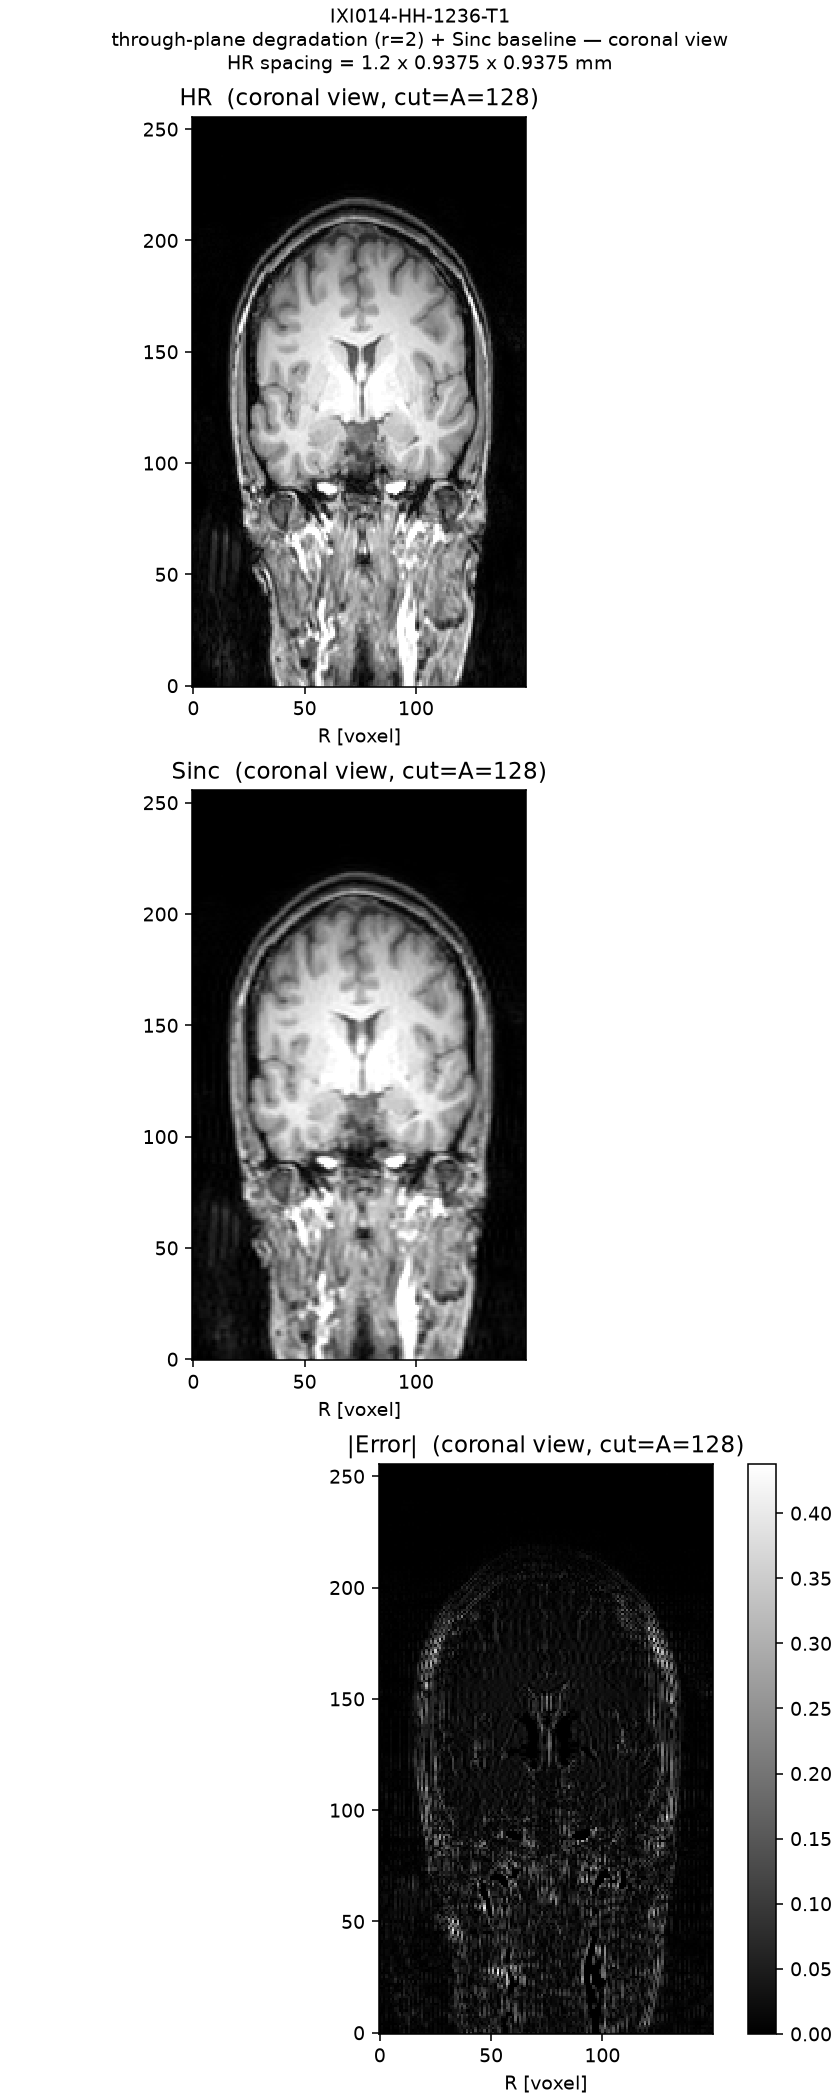 IXI014-HH-1236-T1
through-plane degradation (r=2) + Sinc baseline — coronal view
HR spacing = 1.2 x 0.9375 x 0.9375 mm
HR  (coronal view, cut=A=128)
250
200
150
100
50
0
0 50 100
R [voxel]
Sinc  (coronal view, cut=A=128)
250
200
150
100
50
0
0 50 100
R [voxel]
|Error|  (coronal view, cut=A=128)
250
200
150
100
50
0
0 50 100
R [voxel]
0.40
0.35
0.30
0.25
0.20
0.15
0.10
0.05
0.00